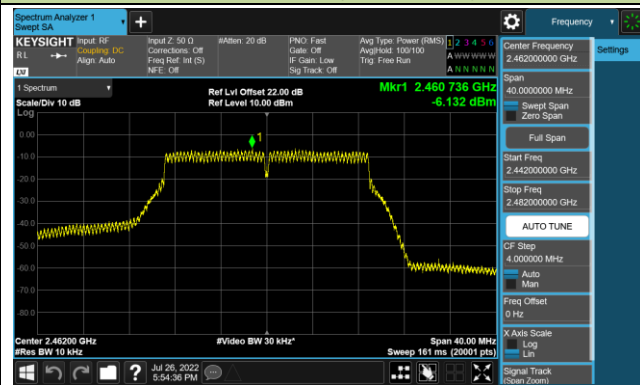 Spectrum Analyzer 1
Swept SA
+
Frequency
KEYSIGHT
RL
LXI
Input: RF
Coupling: DC
Align: Auto
Input Z: 50 Ω
Corrections: Off
Freq Ref: Int (S)
NFE: Off
#Atten: 20 dB
PNO: Fast
Gate: Off
IF Gain: Low
Sig Track: Off
Avg Type: Power (RMS)
Avg|Hold: 100/100
Trig: Free Run
1 2 3 4 5 6
A W W W W W
A N N N N N
1 Spectrum
Scale/Div 10 dB
Log
Ref Lvl Offset 22.00 dB
Ref Level 10.00 dBm
Mkr1 2.460 736 GHz
-6.132 dBm
1
0.00
-10.0
-20.0
-30.0
-40.0
-50.0
-60.0
-70.0
-80.0
Center 2.46200 GHz
#Res BW 10 kHz
#Video BW 30 kHz*
Span 40.00 MHz
Sweep 161 ms (20001 pts)
Jul 26, 2022
5:54:36 PM
?
Center Frequency
2.462000000 GHz
Settings
Span
40.0000000 MHz
Swept Span
Zero Span
Full Span
Start Freq
2.442000000 GHz
Stop Freq
2.482000000 GHz
AUTO TUNE
CF Step
4.000000 MHz
Auto
Man
Freq Offset
0 Hz
X Axis Scale
Log
Lin
Signal Track
(Span Zoom)